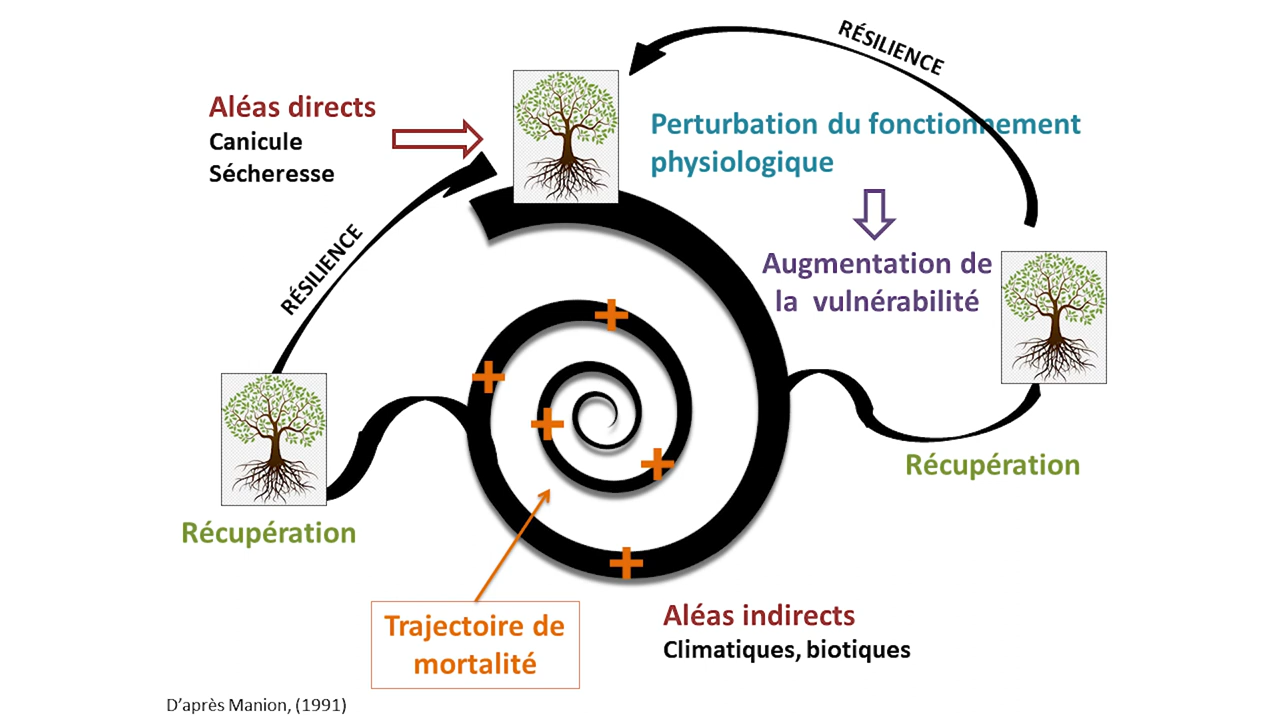 RÉSILIENCE
Aléas directs
Canicule
Sécheresse
Perturbation du fonctionnement
physiologique
RÉSILIENCE
Augmentation de
la vulnérabilité
Récupération
Récupération
Trajectoire de
mortalité
Aléas indirects
Climatiques, biotiques
D'après Manion, (1991)